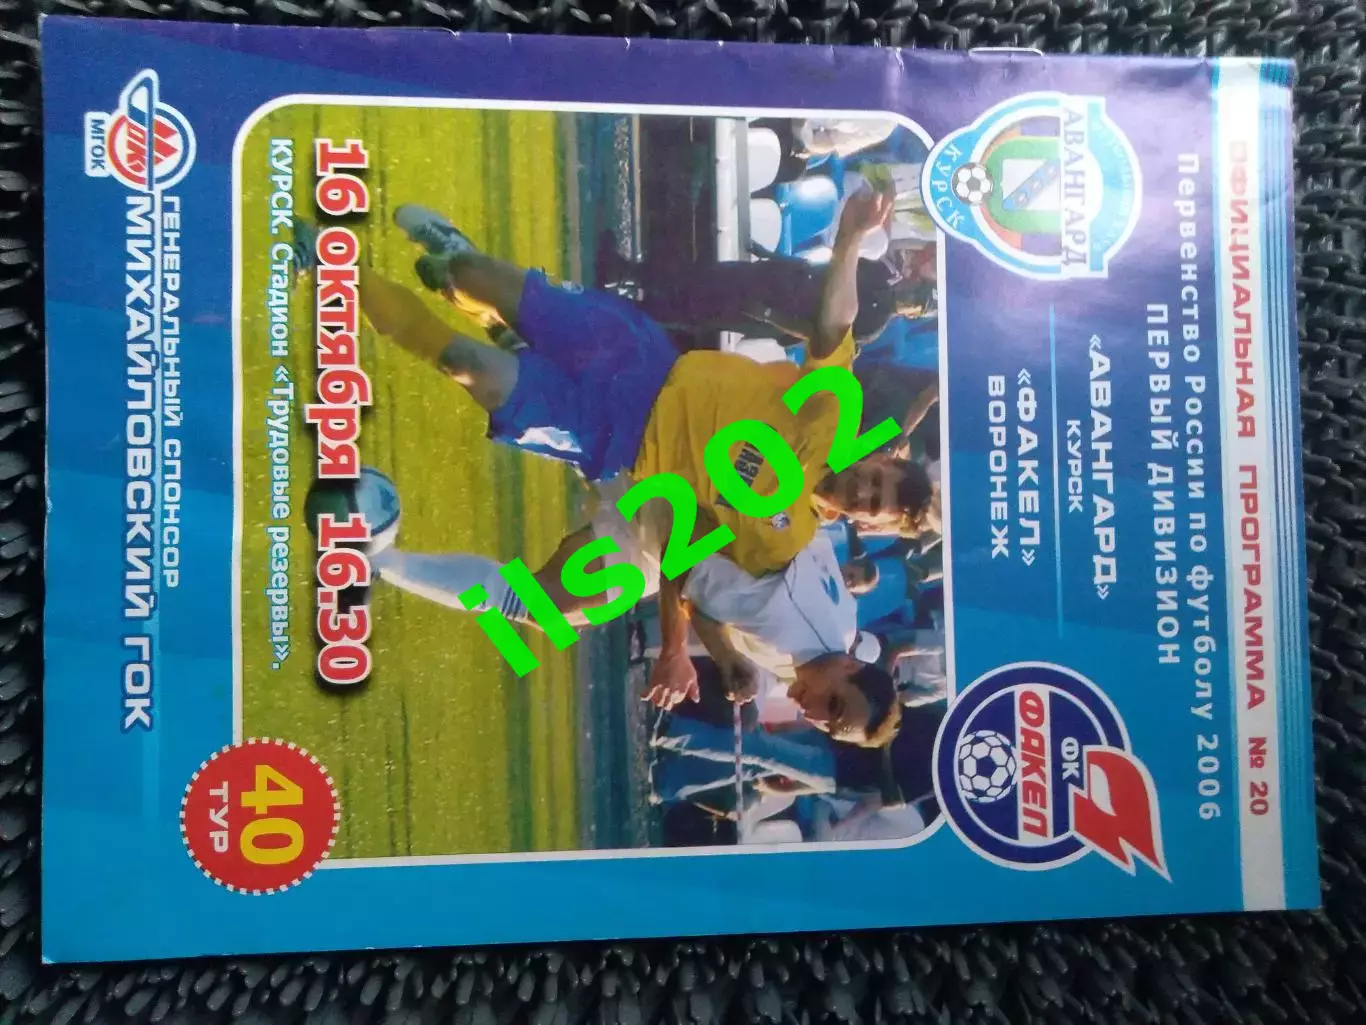 ОФИЦИАЛЬНАЯ ПРОГРАММА № 20
Первенство России по футболу 2006
ПЕРВЫЙ ДИВИЗИОН
АВАНГАРД
КУРСК
«АВАНГАРД»
КУРСК
«ФАКЕЛ»
ВОРОНЕЖ
ФК
ФАКЕЛ
16 октября 16.30
КУРСК. Стадион «Трудовые резервы».
40
ТУР
МГОК
ГЕНЕРАЛЬНЫЙ СПОНСОР
МИХАЙЛОВСКИЙ ГОК
ils202